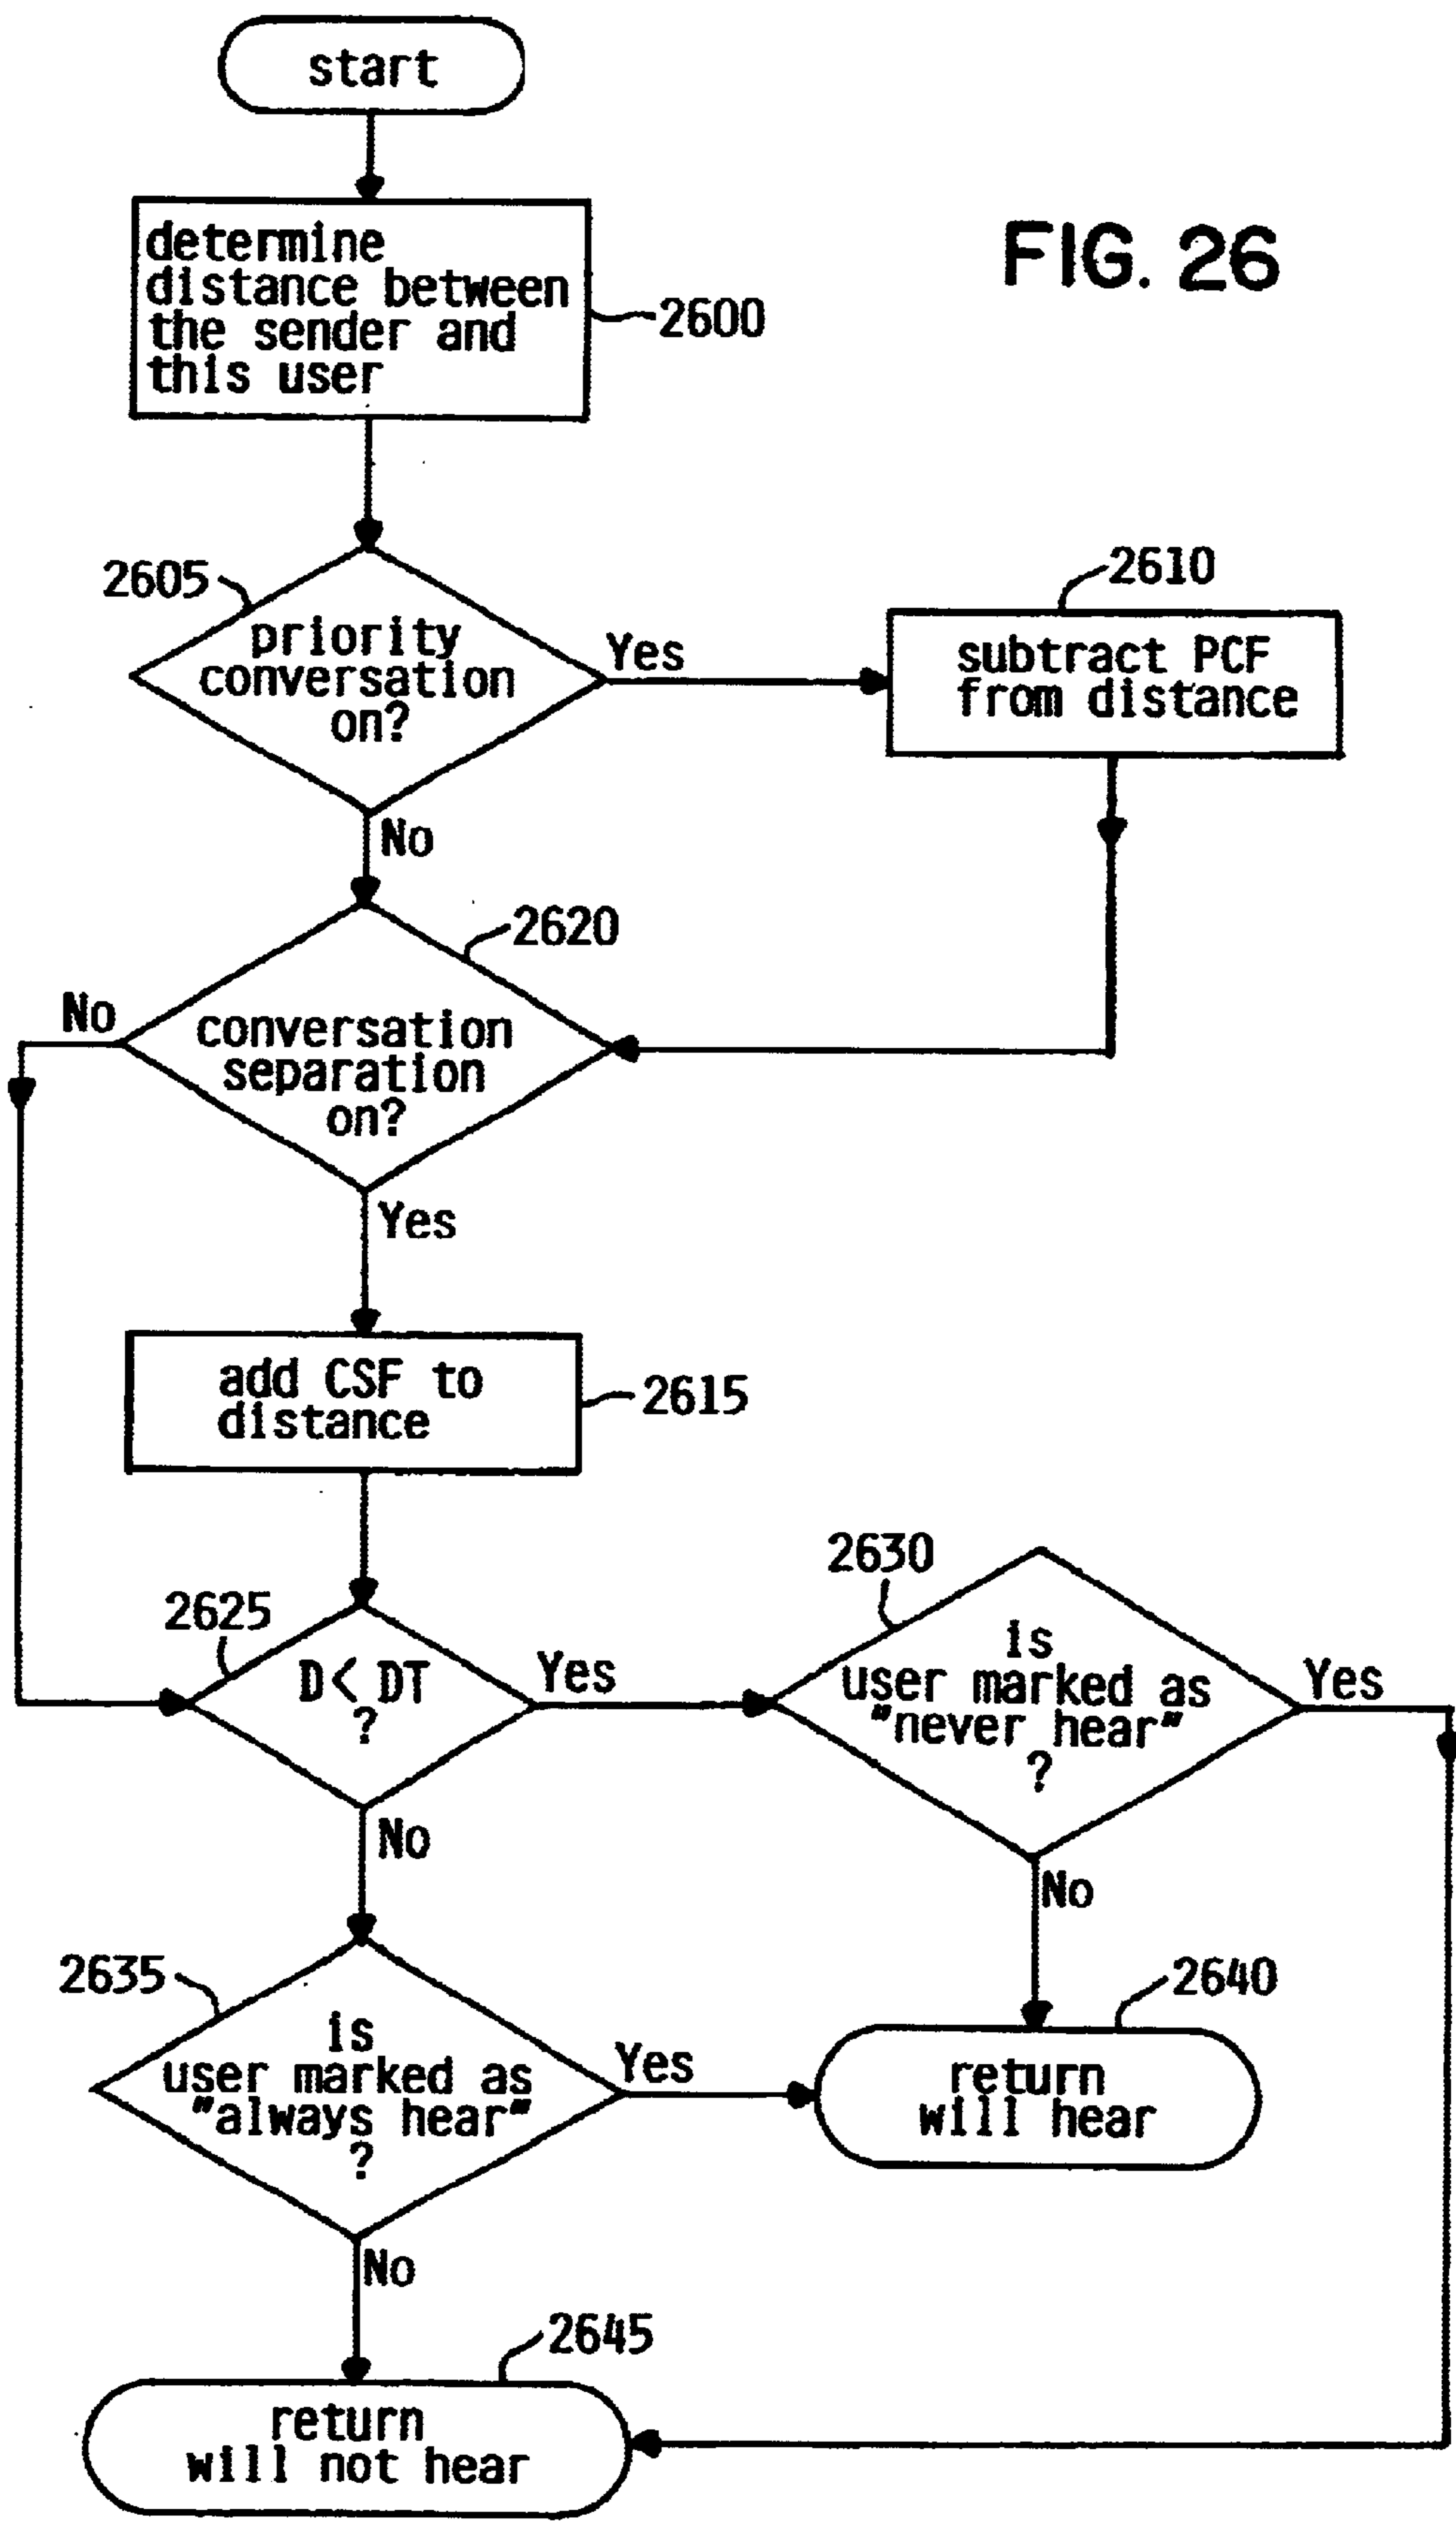 start
FIG. 26
determine
distance between
the sender and
this user
2600
2605
priority
conversation
on?
Yes
2610
subtract PCF
from distance
No
2620
No
conversation
separation
on?
Yes
add CSF to
distance
2615
2625
D< DT
?
Yes
2630
is
user marked as
"never hear"
?
Yes
No
No
2635
is
user marked as
"always hear"
?
Yes
2640
return
will hear
No
2645
return
will not hear